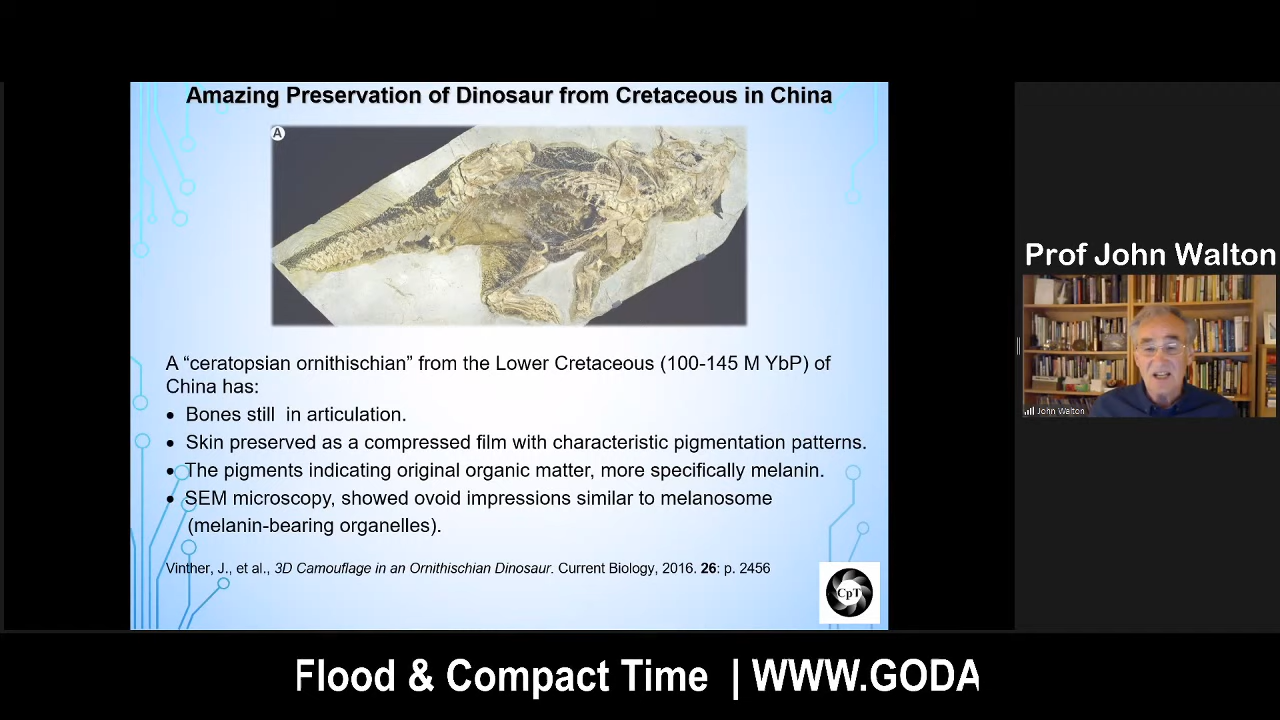 Amazing Preservation of Dinosaur from Cretaceous in China
A
A “ceratopsian ornithischian” from the Lower Cretaceous (100-145 M YbP) of
China has:
• Bones still in articulation.
• Skin preserved as a compressed film with characteristic pigmentation patterns.
• The pigments indicating original organic matter, more specifically melanin.
• SEM microscopy, showed ovoid impressions similar to melanosome
(melanin-bearing organelles).
Vinther, J., et al., 3D Camouflage in an Ornithischian Dinosaur. Current Biology, 2016. 26: p. 2456
CpT
Prof John Walton
John Walton
Flood & Compact Time | WWW.GODA